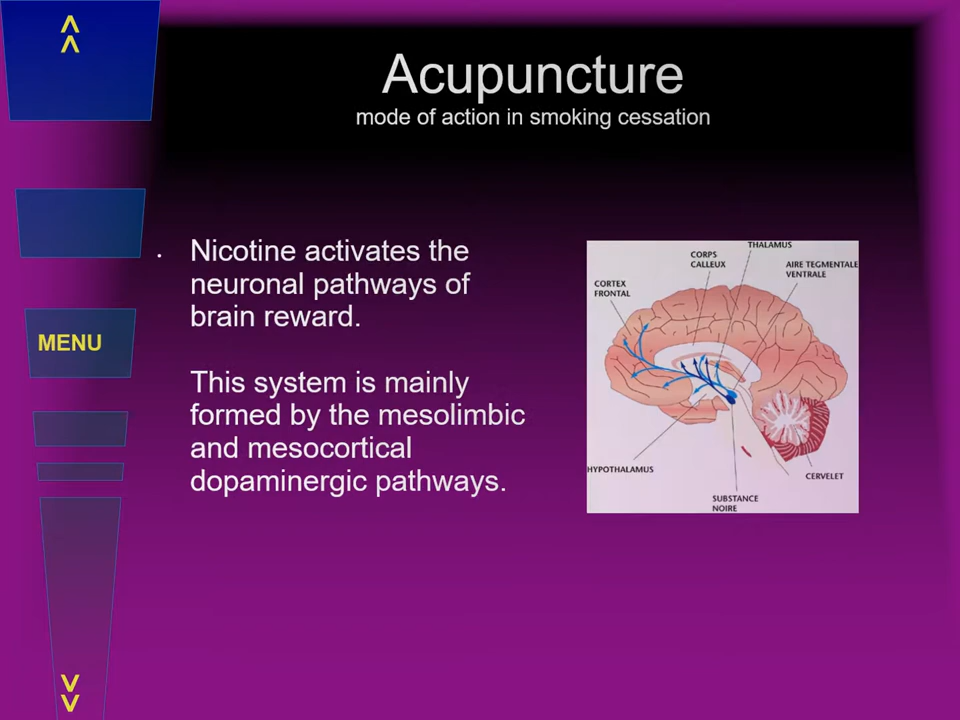 ^
^
Acupuncture
mode of action in smoking cessation
MENU
• Nicotine activates the
neuronal pathways of
brain reward.
This system is mainly
formed by the mesolimbic
and mesocortical
dopaminergic pathways.
THALAMUS
CORPS
CALLEUX
AIRE TEGMENTALE
VENTRALE
CORTEX
FRONTAL
HYPOTHALAMUS
CERVELET
SUBSTANCE
NOIRE
V
V